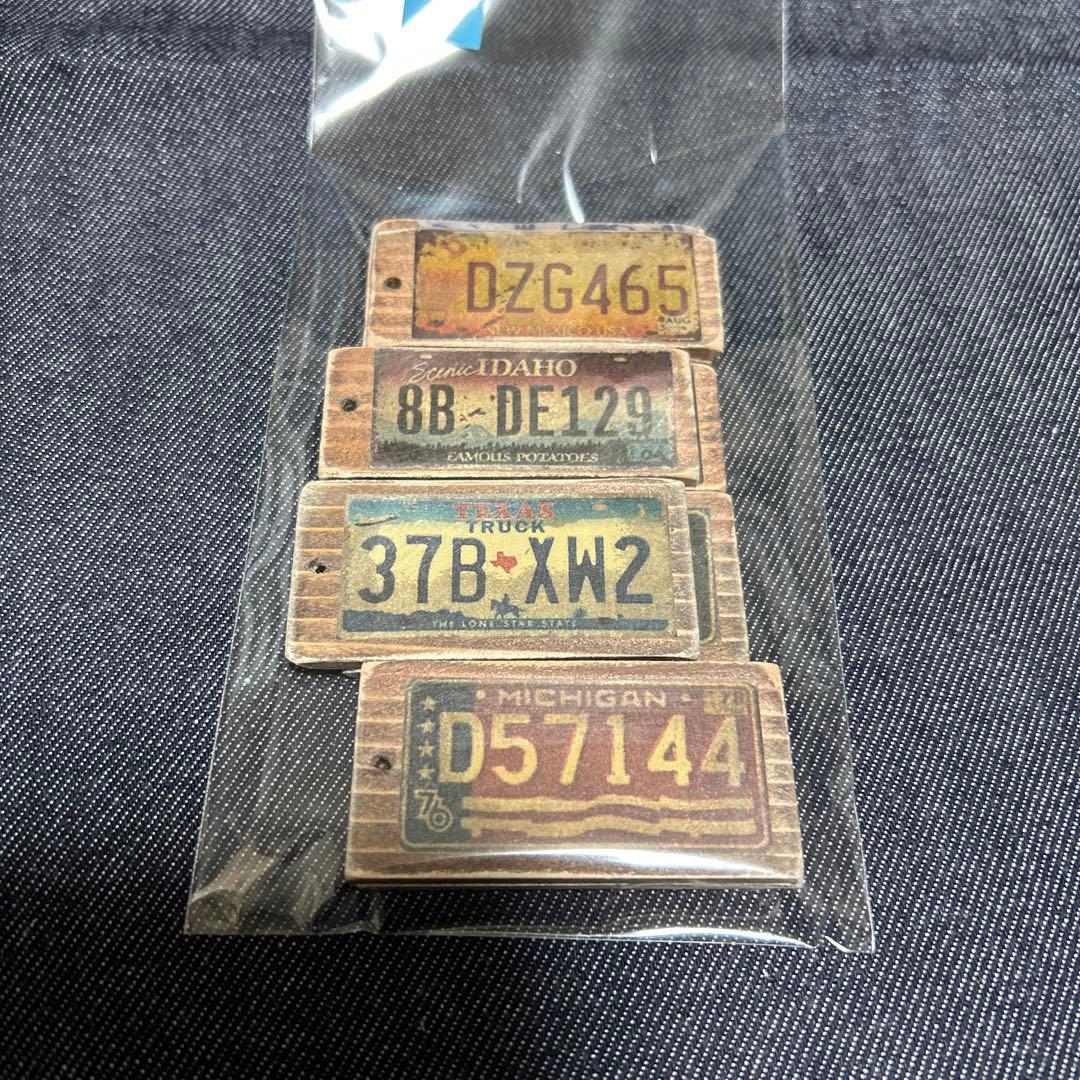 DZG465
NEW MEXICO USA
AUG
Scenic IDAHO
8B DE129
FAMOUS POTATOES
04
TEXAS
TRUCK
37B XW2
THE LONE STAR STATE
MICHIGAN
D57144
76